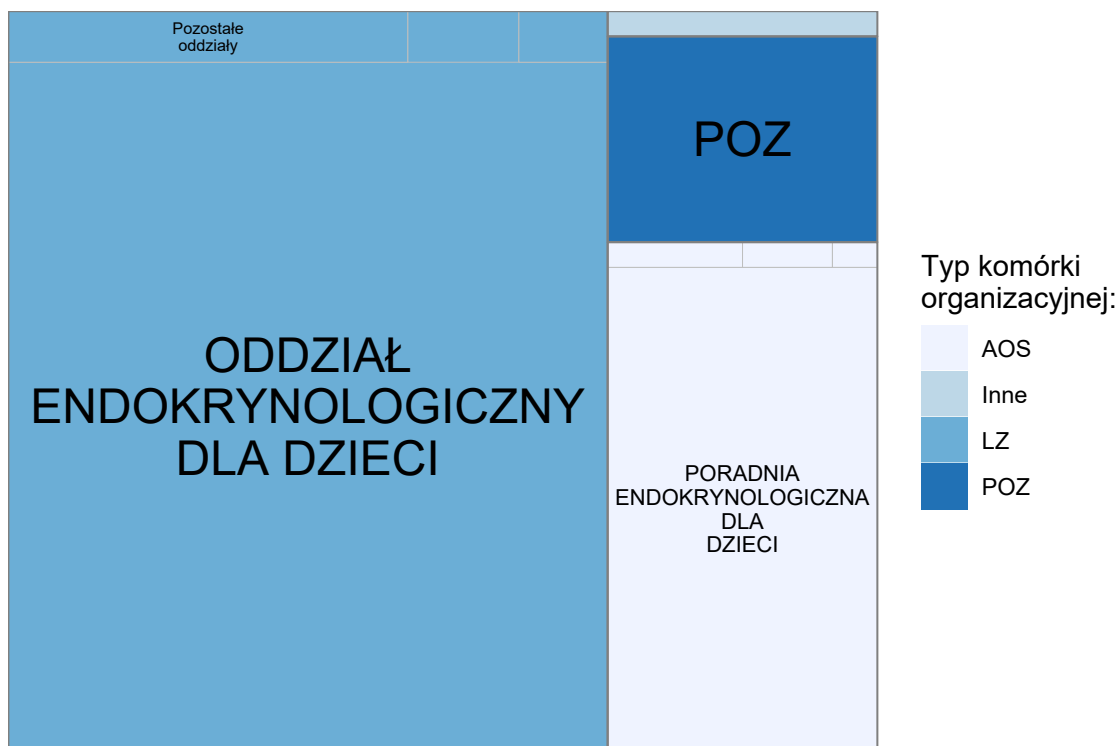 Pozostałe
oddziały
POZ
ODDZIAŁ
ENDOKRYNOLOGICZNY
DLA DZIECI
PORADNIA
ENDOKRYNOLOGICZNA
DLA
DZIECI
Typ komórki
organizacyjnej:
AOS
Inne
LZ
POZ